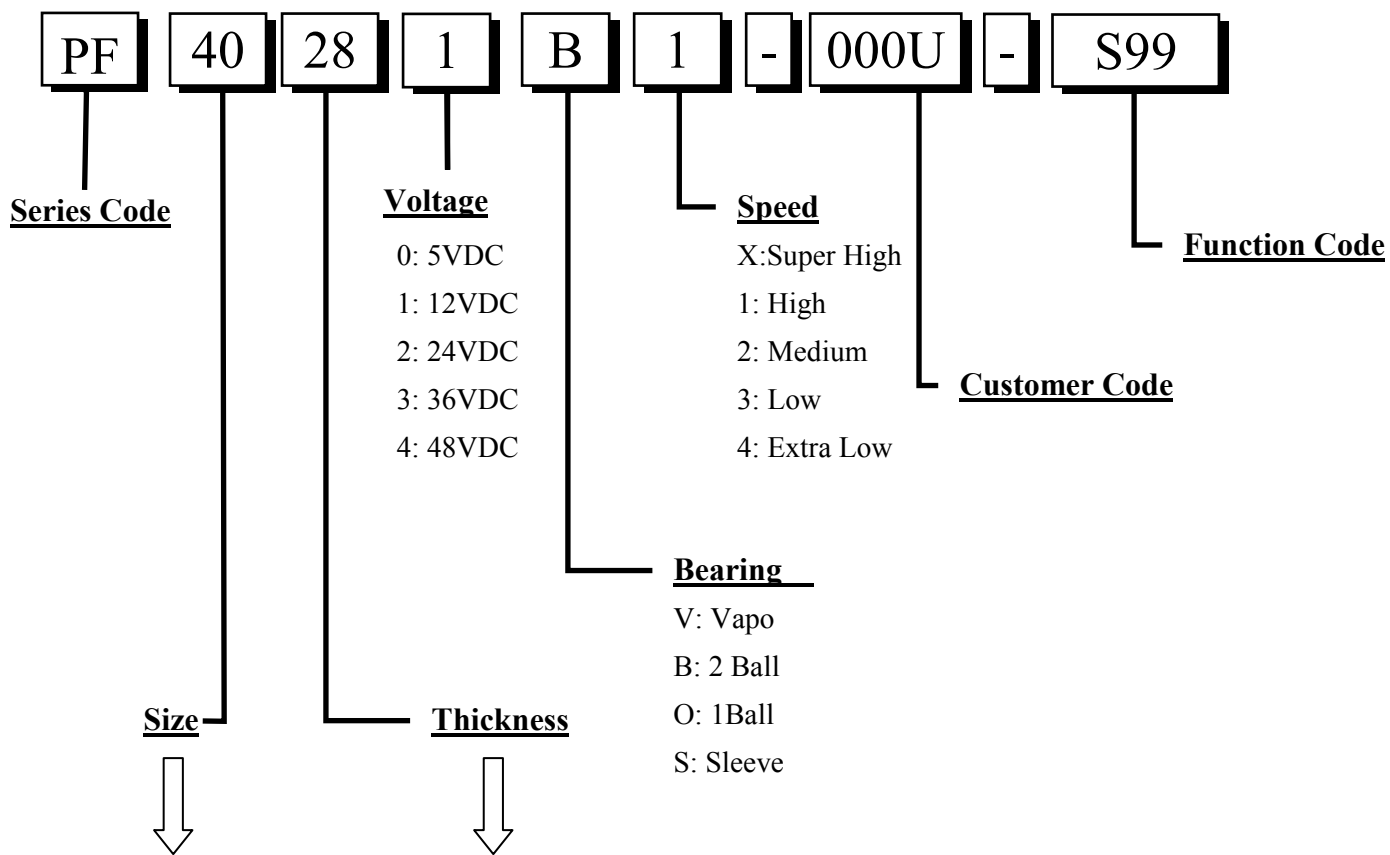 PF 40 28 1 B 1 - 000U - S99
Series Code
Voltage
0: 5VDC
1: 12VDC
2: 24VDC
3: 36VDC
4: 48VDC
Speed
X:Super High
1: High
2: Medium
3: Low
4: Extra Low
Function Code
Customer Code
Bearing
V: Vapo
B: 2 Ball
O: 1Ball
S: Sleeve
Size
Thickness